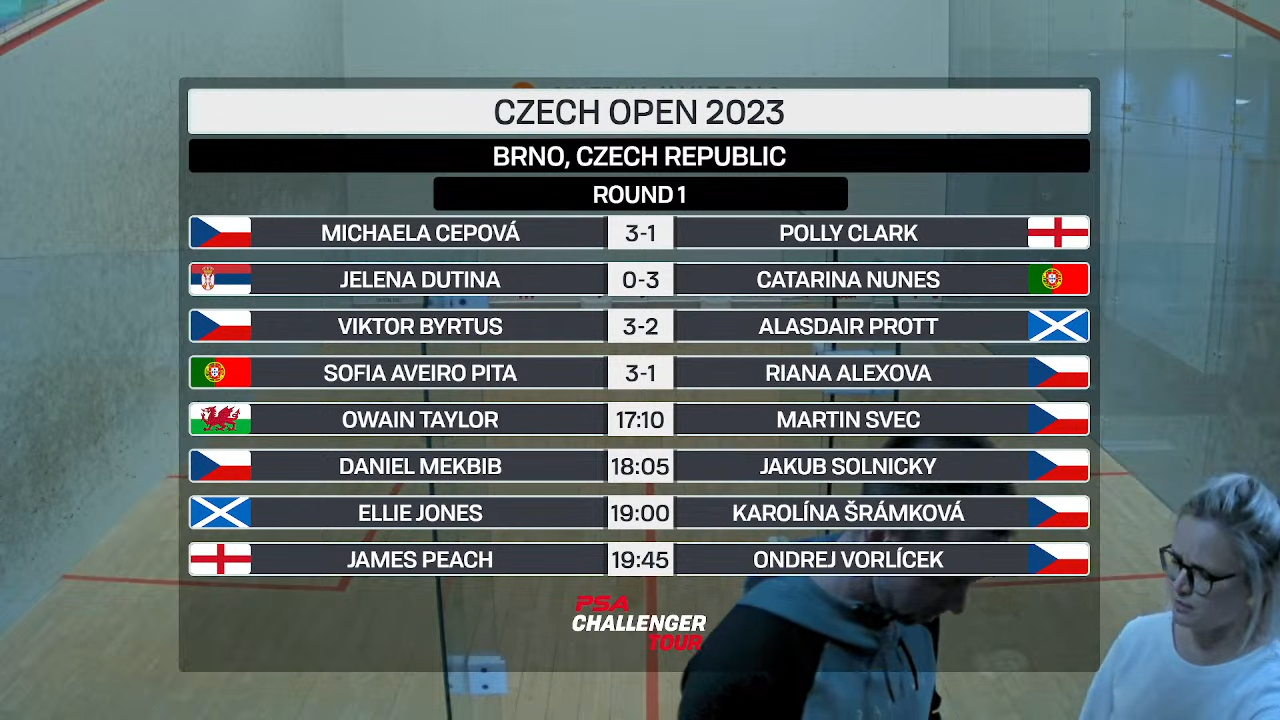 CZECH OPEN 2023
BRNO, CZECH REPUBLIC
ROUND 1
MICHAELA CEPOVÁ 3-1 POLLY CLARK
JELENA DUTINA 0-3 CATARINA NUNES
VIKTOR BYRTUS 3-2 ALASDAIR PROTT
SOFIA AVEIRO PITA 3-1 RIANA ALEXOVA
OWAIN TAYLOR 17:10 MARTIN SVEC
DANIEL MEKBIB 18:05 JAKUB SOLNICKY
ELLIE JONES 19:00 KAROLÍNA ŠRÁMKOVÁ
JAMES PEACH 19:45 ONDREJ VORLÍCEK
PSA
CHALLENGER
TOUR